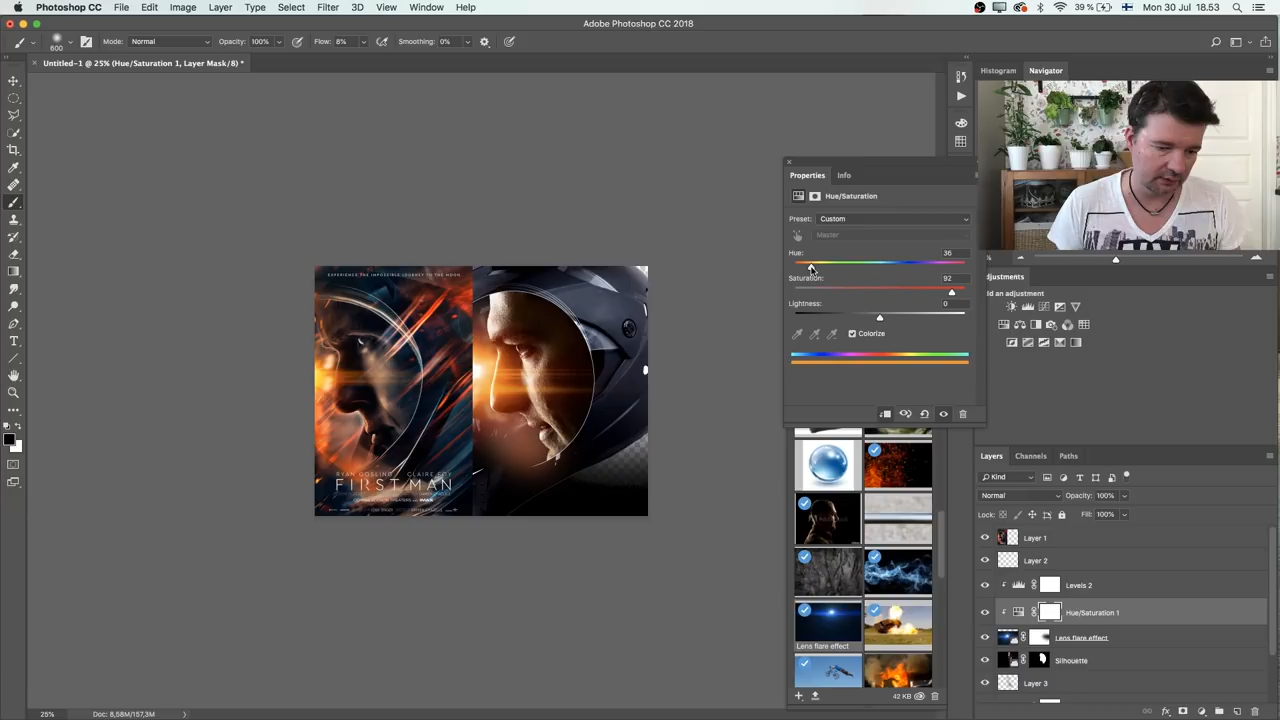 Photoshop CC File Edit Image Layer Type Select Filter 3D View Window Help 39 % Mon 30 Jul 18.53
Adobe Photoshop CC 2018
600 Mode: Normal Opacity: 100% Flow: 8% Smoothing: 0%
Untitled-1 @ 25% (Hue/Saturation 1, Layer Mask/8) *
Histogram Navigator
Properties Info
Hue/Saturation
Preset: Custom
Master
Hue: 36
Saturation: 92
Lightness: 0
Colorize
djustments
dd an adjustment
EXPERIENCE THE IMPOSSIBLE JOURNEY TO THE MOON
RYAN GOSLING CLAIRE FOY
FIRST MAN
Lens flare effect
42 KB
Layers Channels Paths
Kind
Normal Opacity: 100%
Lock: Fill: 100%
Layer 1
Layer 2
Levels 2
Hue/Saturation 1
Lens flare effect
Silhouette
Layer 3
25% Doc: 8,58M/157,3M